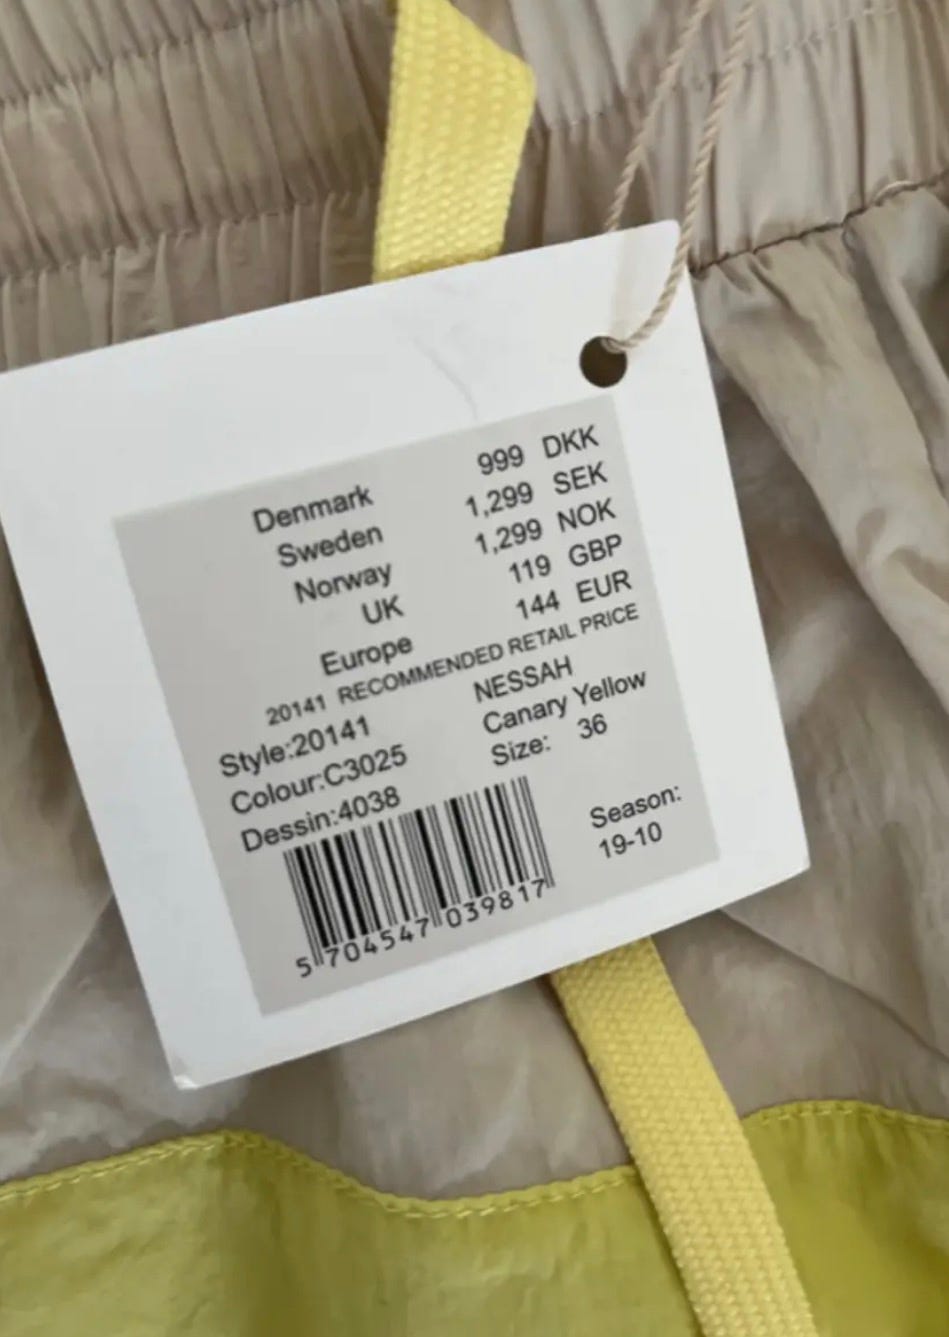 Denmark 999 DKK
Sweden 1,299 SEK
Norway 1,299 NOK
UK 119 GBP
Europe 144 EUR
20141 RECOMMENDED RETAIL PRICE
Style:20141 NESSAH
Colour:C3025 Canary Yellow
Dessin:4038 Size: 36
Season:
19-10
5 704547 039817